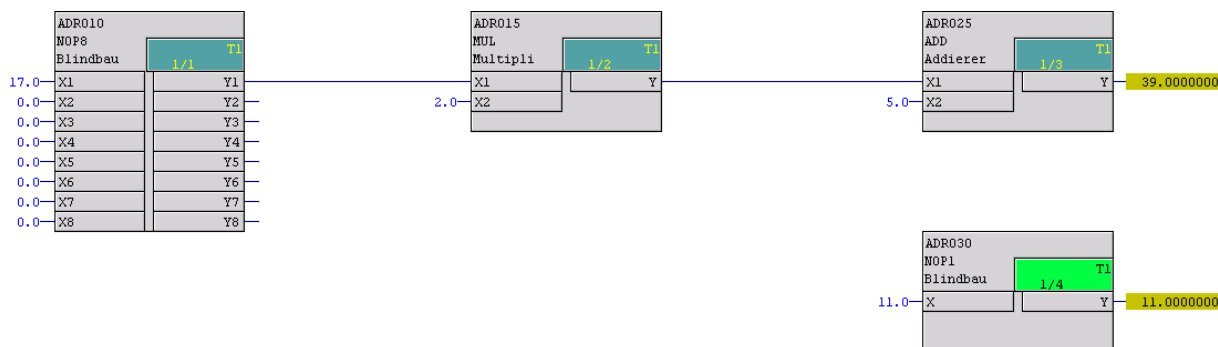 ADR010
NOP8
Blindbau
T1
1/1
17.0 X1 Y1
0.0 X2 Y2
0.0 X3 Y3
0.0 X4 Y4
0.0 X5 Y5
0.0 X6 Y6
0.0 X7 Y7
0.0 X8 Y8
ADR015
MUL
Multipli
T1
1/2
X1 Y
2.0 X2
ADR025
ADD
Addierer
T1
1/3
X1 Y 39.0000000
5.0 X2
ADR030
NOP1
Blindbau
T1
1/4
11.0 X Y 11.0000000